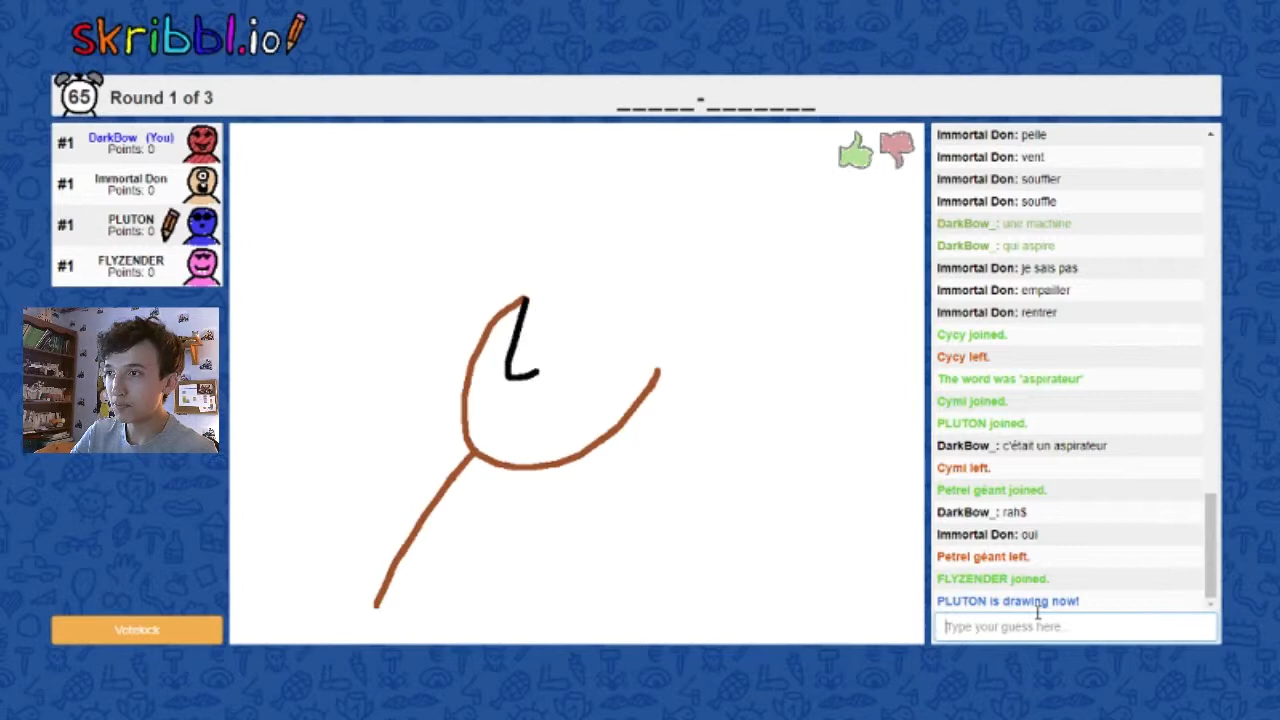 skribbl.io
65
Round 1 of 3
_____-_______
#1 DarkBow_ (You)
Points: 0
#1 Immortal Don
Points: 0
#1 PLUTON
Points: 0
#1 FLYZENDER
Points: 0
Votekick
Immortal Don: pelle
Immortal Don: vent
Immortal Don: souffler
Immortal Don: souffle
DarkBow_: une machine
DarkBow_: qui aspire
Immortal Don: je sais pas
Immortal Don: empailler
Immortal Don: rentrer
Cycy joined.
Cycy left.
The word was 'aspirateur'
Cymi joined.
PLUTON joined.
DarkBow_: c'était un aspirateur
Cymi left.
Petrel géant joined.
DarkBow_: rah$
Immortal Don: oui
Petrel géant left.
FLYZENDER joined.
PLUTON is drawing now!
Type your guess here...